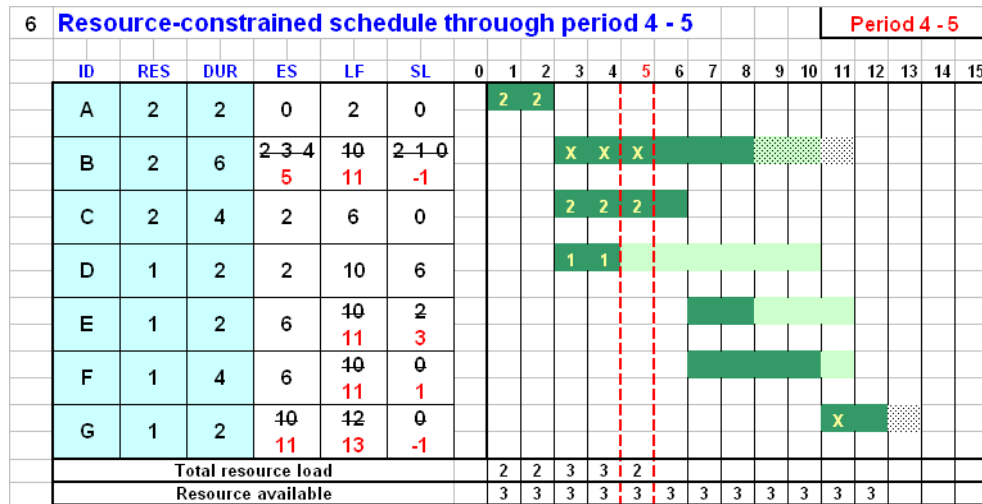 6 Resource-constrained schedule throuogh period 4 - 5 Period 4 - 5
ID RES DUR ES LF SL 0 1 2 3 4 5 6 7 8 9 10 11 12 13 14 15
A 2 2 0 2 0 2 2
B 2 6 2 3 4 10 2 1 0 X X X
5 11 -1
C 2 4 2 6 0 2 2 2
D 1 2 2 10 6 1 1
E 1 2 6 10 2
11 3
F 1 4 6 10 0
11 1
G 1 2 10 12 0 X
11 13 -1
Total resource load 2 2 3 3 2
Resource available 3 3 3 3 3 3 3 3 3 3 3 3